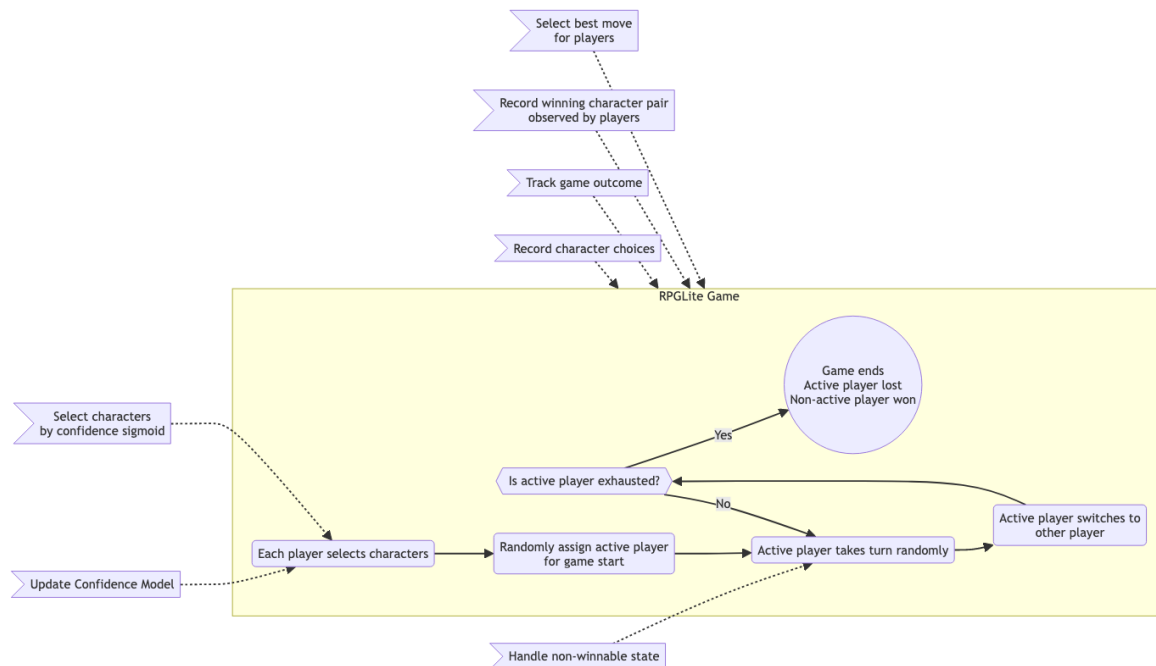 Select best move
for players
Record winning character pair
observed by players
Track game outcome
Record character choices
RPGLite Game
Game ends
Active player lost
Non-active player won
Select characters
by confidence sigmoid
Yes
Is active player exhausted?
No
Active player switches to
other player
Each player selects characters
Randomly assign active player
for game start
Active player takes turn randomly
Update Confidence Model
Handle non-winnable state